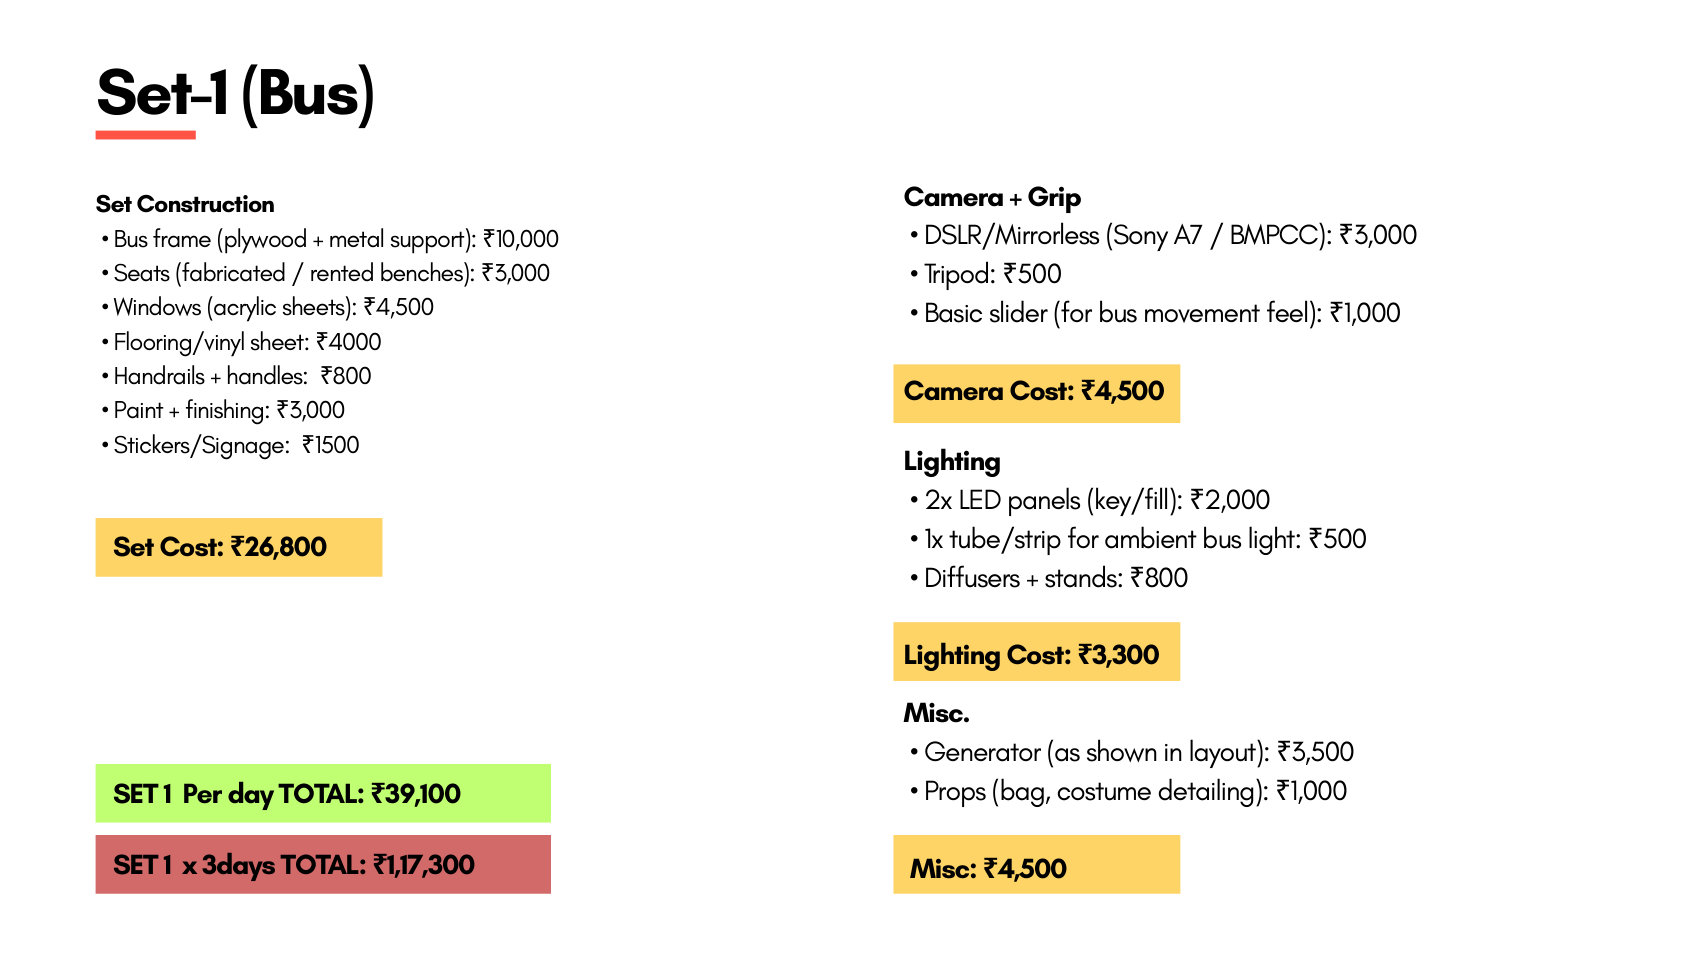 Set-1 (Bus)
Set Construction
• Bus frame (plywood + metal support): ₹10,000
• Seats (fabricated / rented benches): ₹3,000
• Windows (acrylic sheets): ₹4,500
• Flooring/vinyl sheet: ₹4000
• Handrails + handles:  ₹800
• Paint + finishing: ₹3,000
• Stickers/Signage:  ₹1500
Set Cost: ₹26,800
SET 1  Per day TOTAL: ₹39,100
SET 1  x 3days TOTAL: ₹1,17,300
Camera + Grip
• DSLR/Mirrorless (Sony A7 / BMPCC): ₹3,000
• Tripod: ₹500
• Basic slider (for bus movement feel): ₹1,000
Camera Cost: ₹4,500
Lighting
• 2x LED panels (key/fill): ₹2,000
• 1x tube/strip for ambient bus light: ₹500
• Diffusers + stands: ₹800
Lighting Cost: ₹3,300
Misc.
• Generator (as shown in layout): ₹3,500
• Props (bag, costume detailing): ₹1,000
Misc: ₹4,500